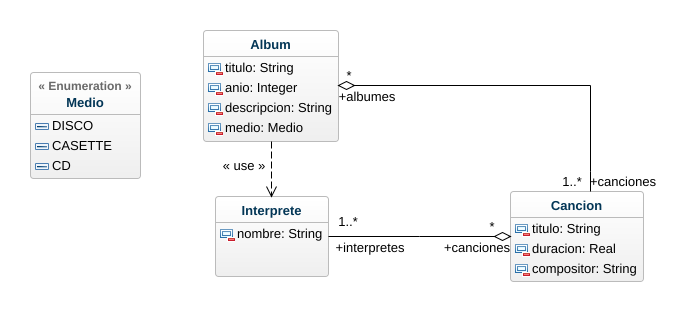 « Enumeration »
Medio
DISCO
CASETTE
CD
Album
titulo: String
anio: Integer
descripcion: String
medio: Medio
*
+albumes
« use »
1..* +canciones
Interprete
nombre: String
1..*
+interpretes
*
+canciones
Cancion
titulo: String
duracion: Real
compositor: String